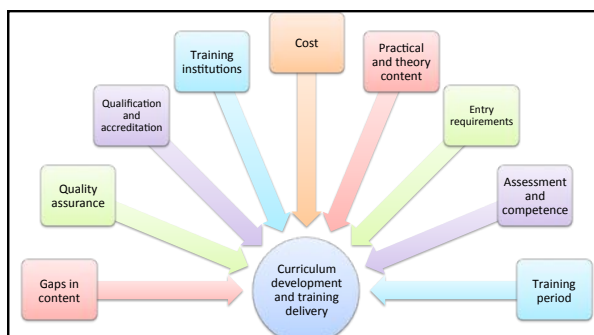 Cost
Training
institutions
Practical
and theory
content
Qualification
and
accreditation
Entry
requirements
Quality
assurance
Assessment
and
competence
Gaps in
content
Curriculum
development
and training
delivery
Training
period